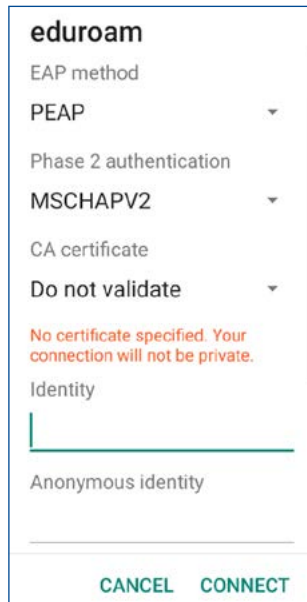 eduroam
EAP method
PEAP
Phase 2 authentication
MSCHAPV2
CA certificate
Do not validate
No certificate specified. Your
connection will not be private.
Identity
Anonymous identity
CANCEL CONNECT